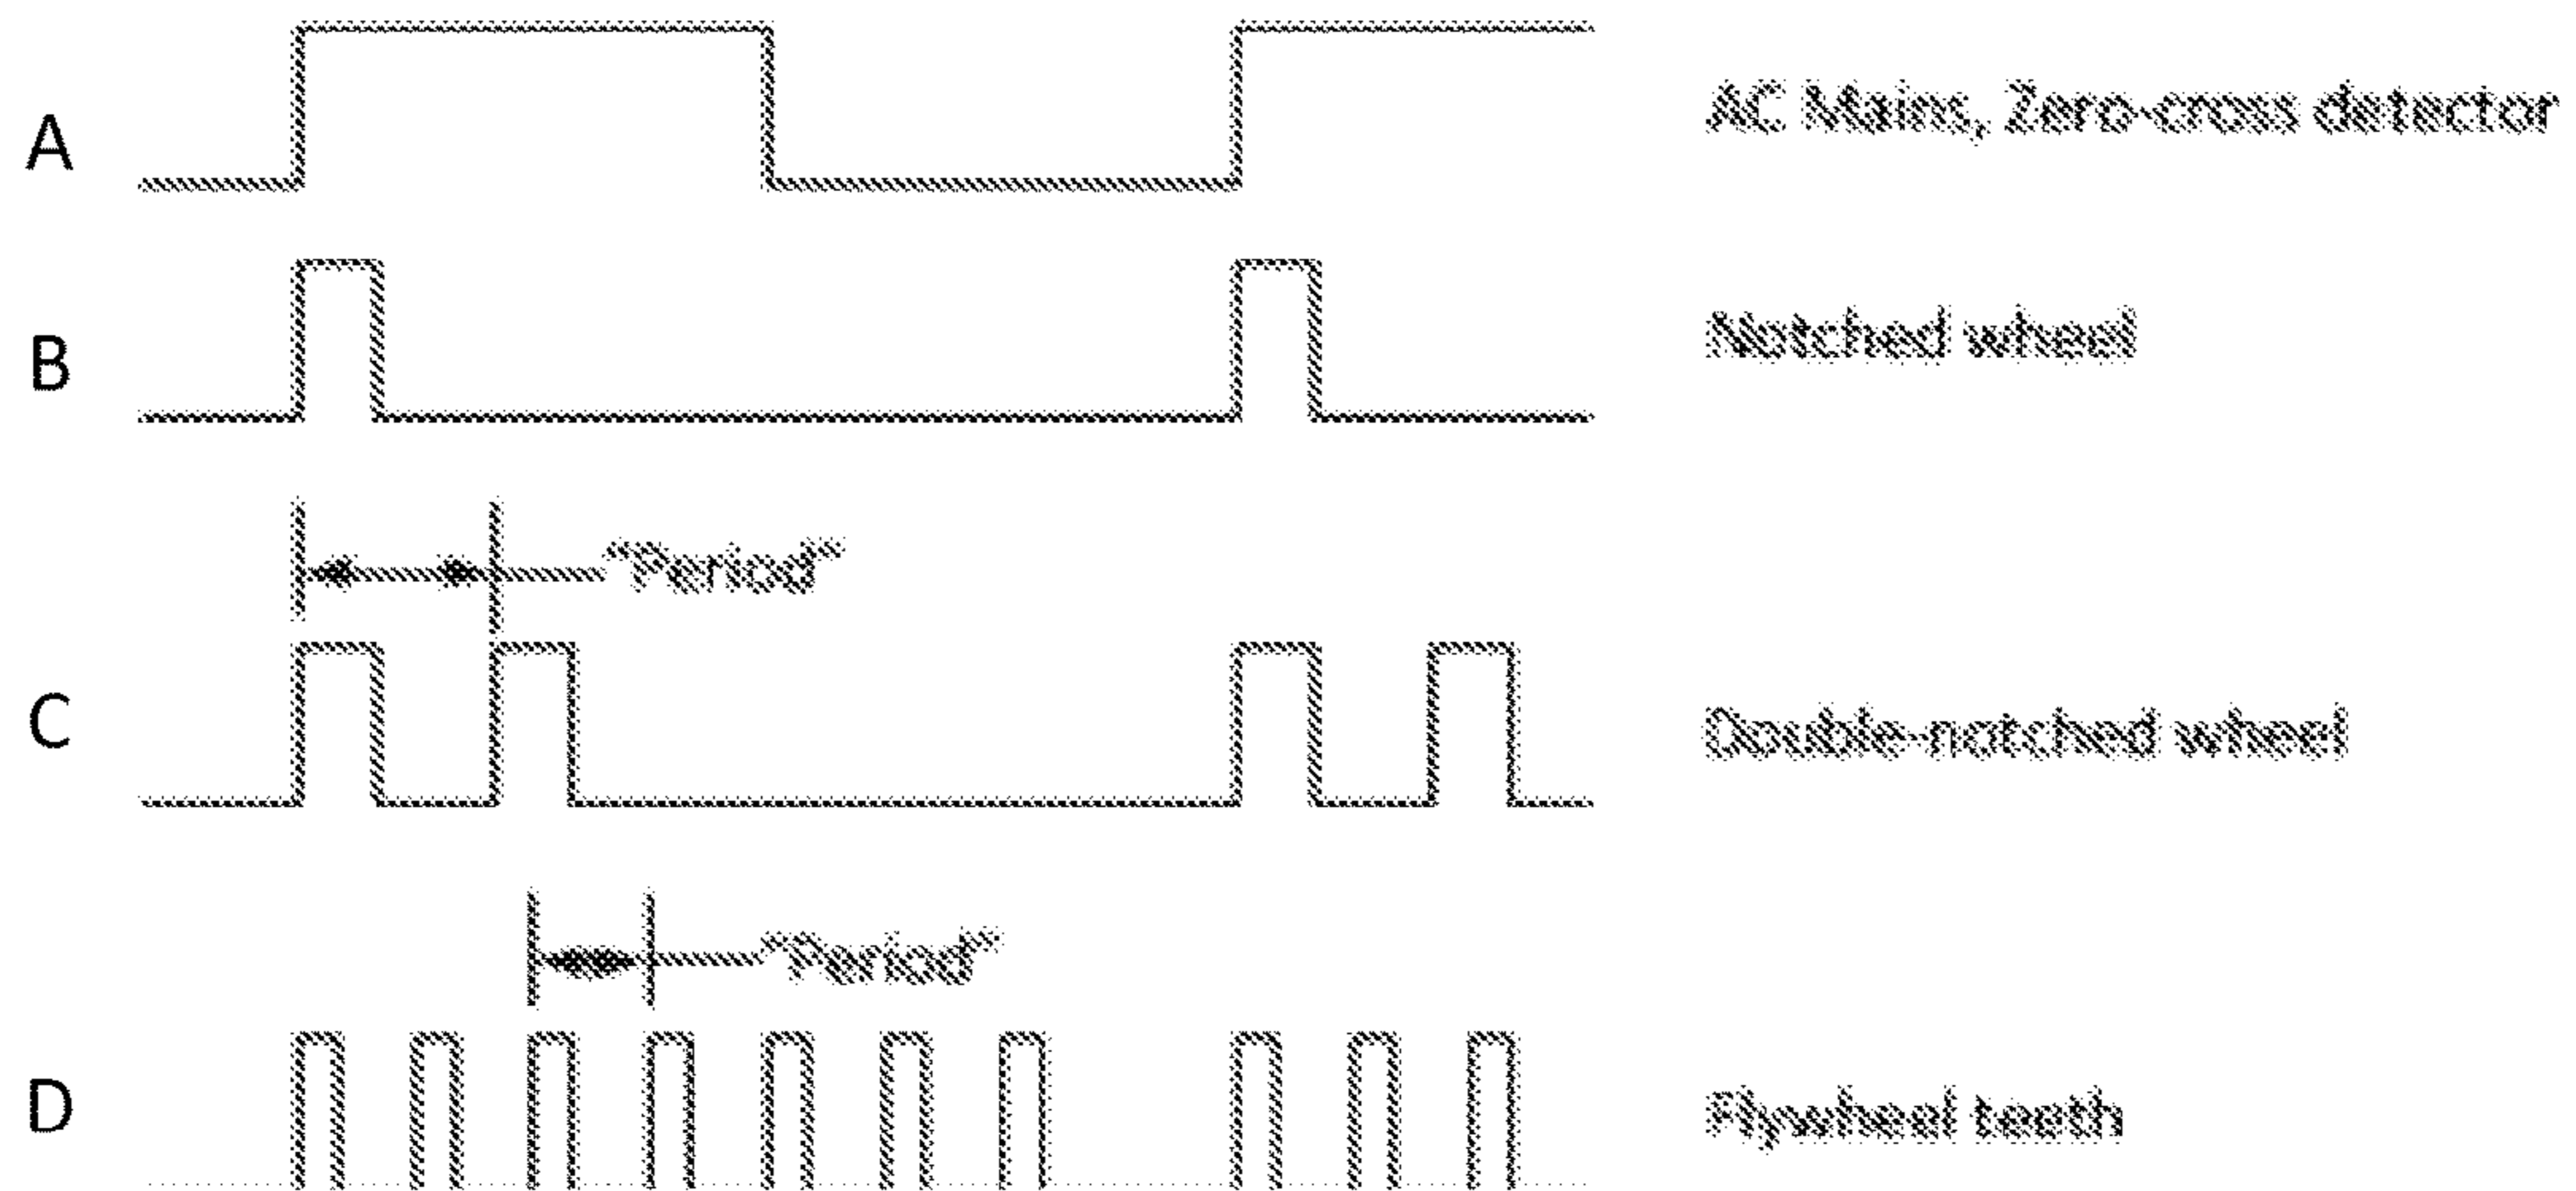 A
AC Mains, Zero-cross detector
B
Notched wheel
"Period"
C
Double-notched wheel
"Period"
D
Flywheel teeth